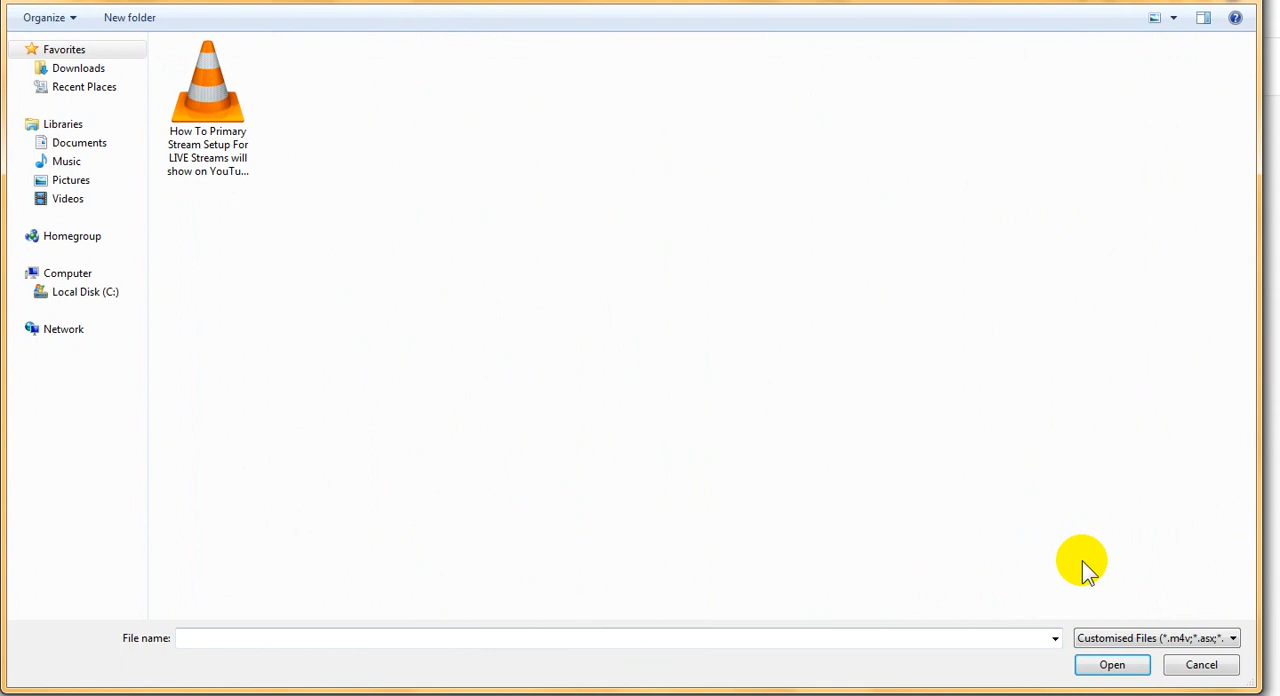 Organize
New folder
Favorites
Downloads
Recent Places
Libraries
Documents
Music
Pictures
Videos
Homegroup
Computer
Local Disk (C:)
Network
How To Primary
Stream Setup For
LIVE Streams will
show on YouTu...
File name:
Customised Files (*.m4v;*.asx;*.
Open
Cancel